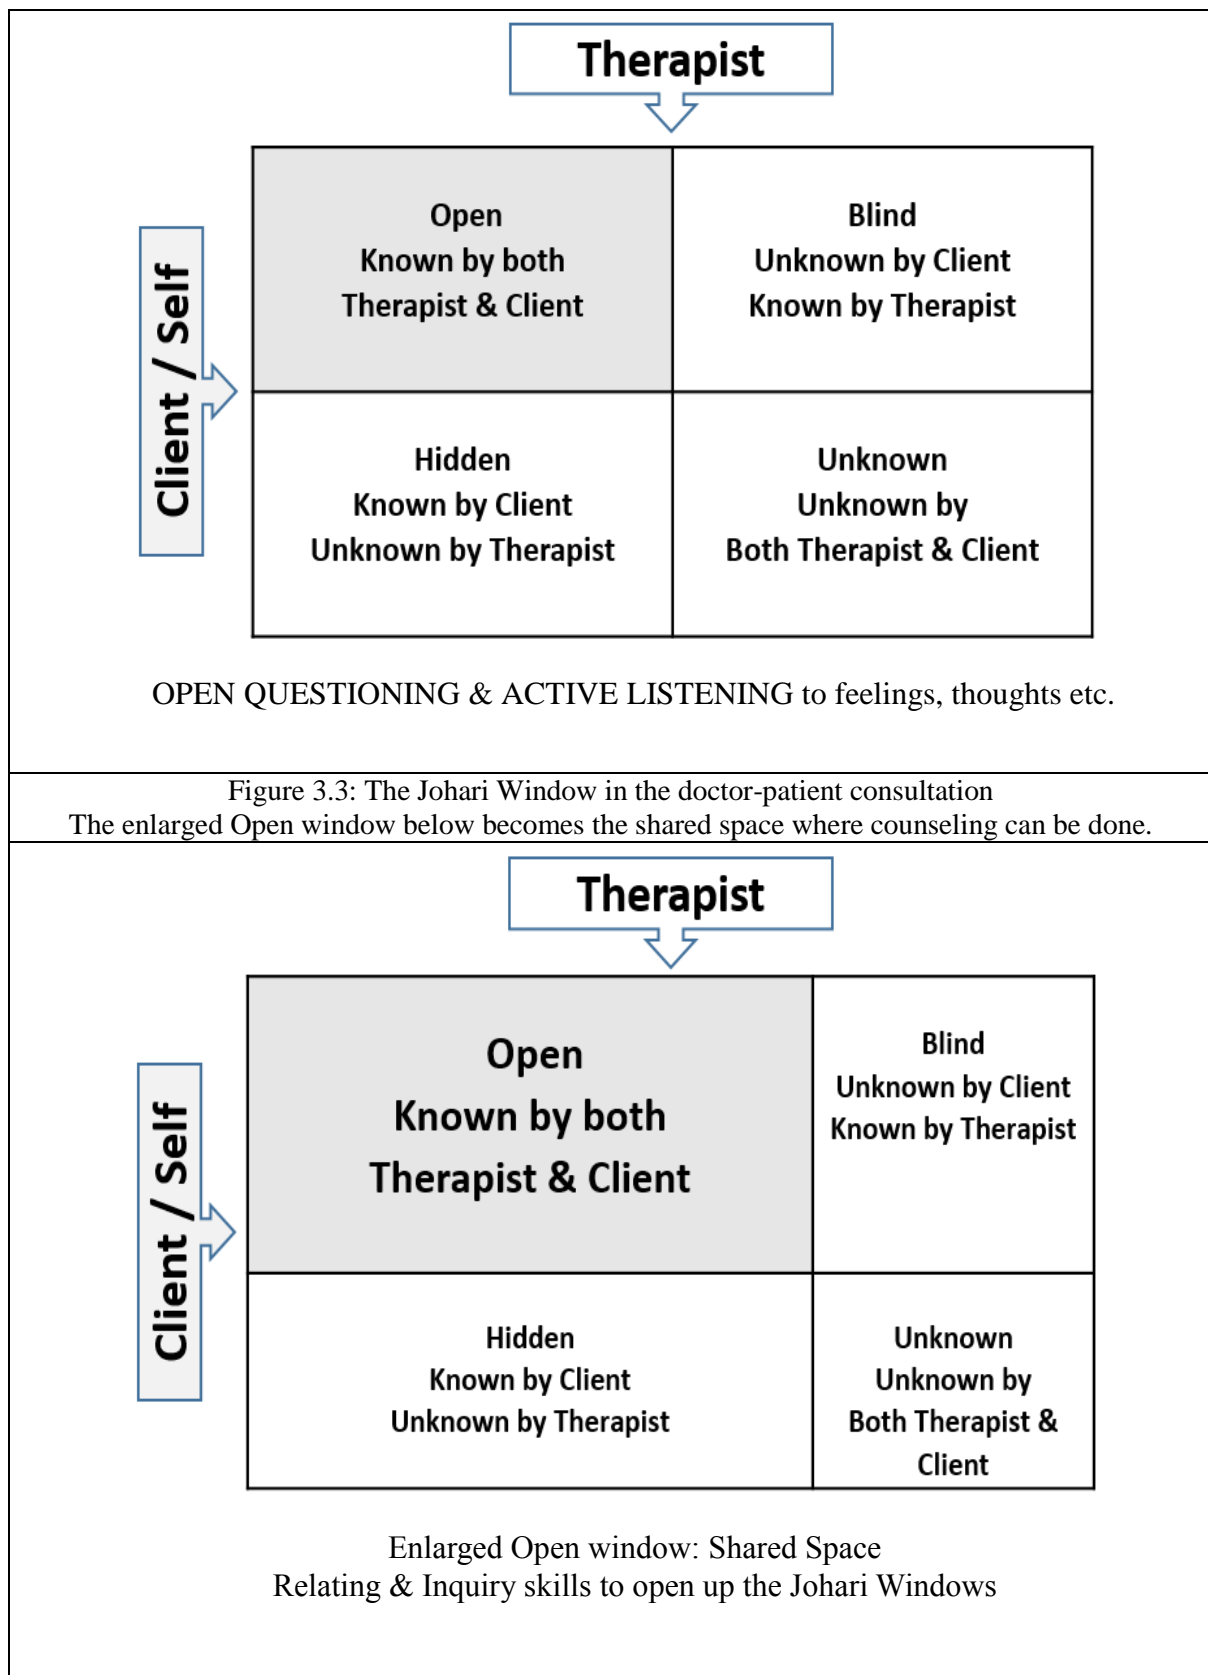 Therapist
Client / Self
Open
Known by both
Therapist & Client
Blind
Unknown by Client
Known by Therapist
Hidden
Known by Client
Unknown by Therapist
Unknown
Unknown by
Both Therapist & Client
OPEN QUESTIONING & ACTIVE LISTENING to feelings, thoughts etc.
Figure 3.3: The Johari Window in the doctor-patient consultation
The enlarged Open window below becomes the shared space where counseling can be done.
Therapist
Client / Self
Open
Known by both
Therapist & Client
Blind
Unknown by Client
Known by Therapist
Hidden
Known by Client
Unknown by Therapist
Unknown
Unknown by
Both Therapist &
Client
Enlarged Open window: Shared Space
Relating & Inquiry skills to open up the Johari Windows